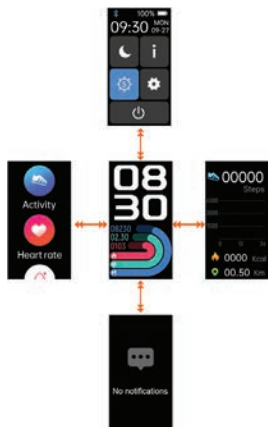 100%
09:30 MON
09-27
Activity
Heart rate
08
30
08230
02.30
0103
00000
Steps
0000 Kcal
00.50 Km
No notifications